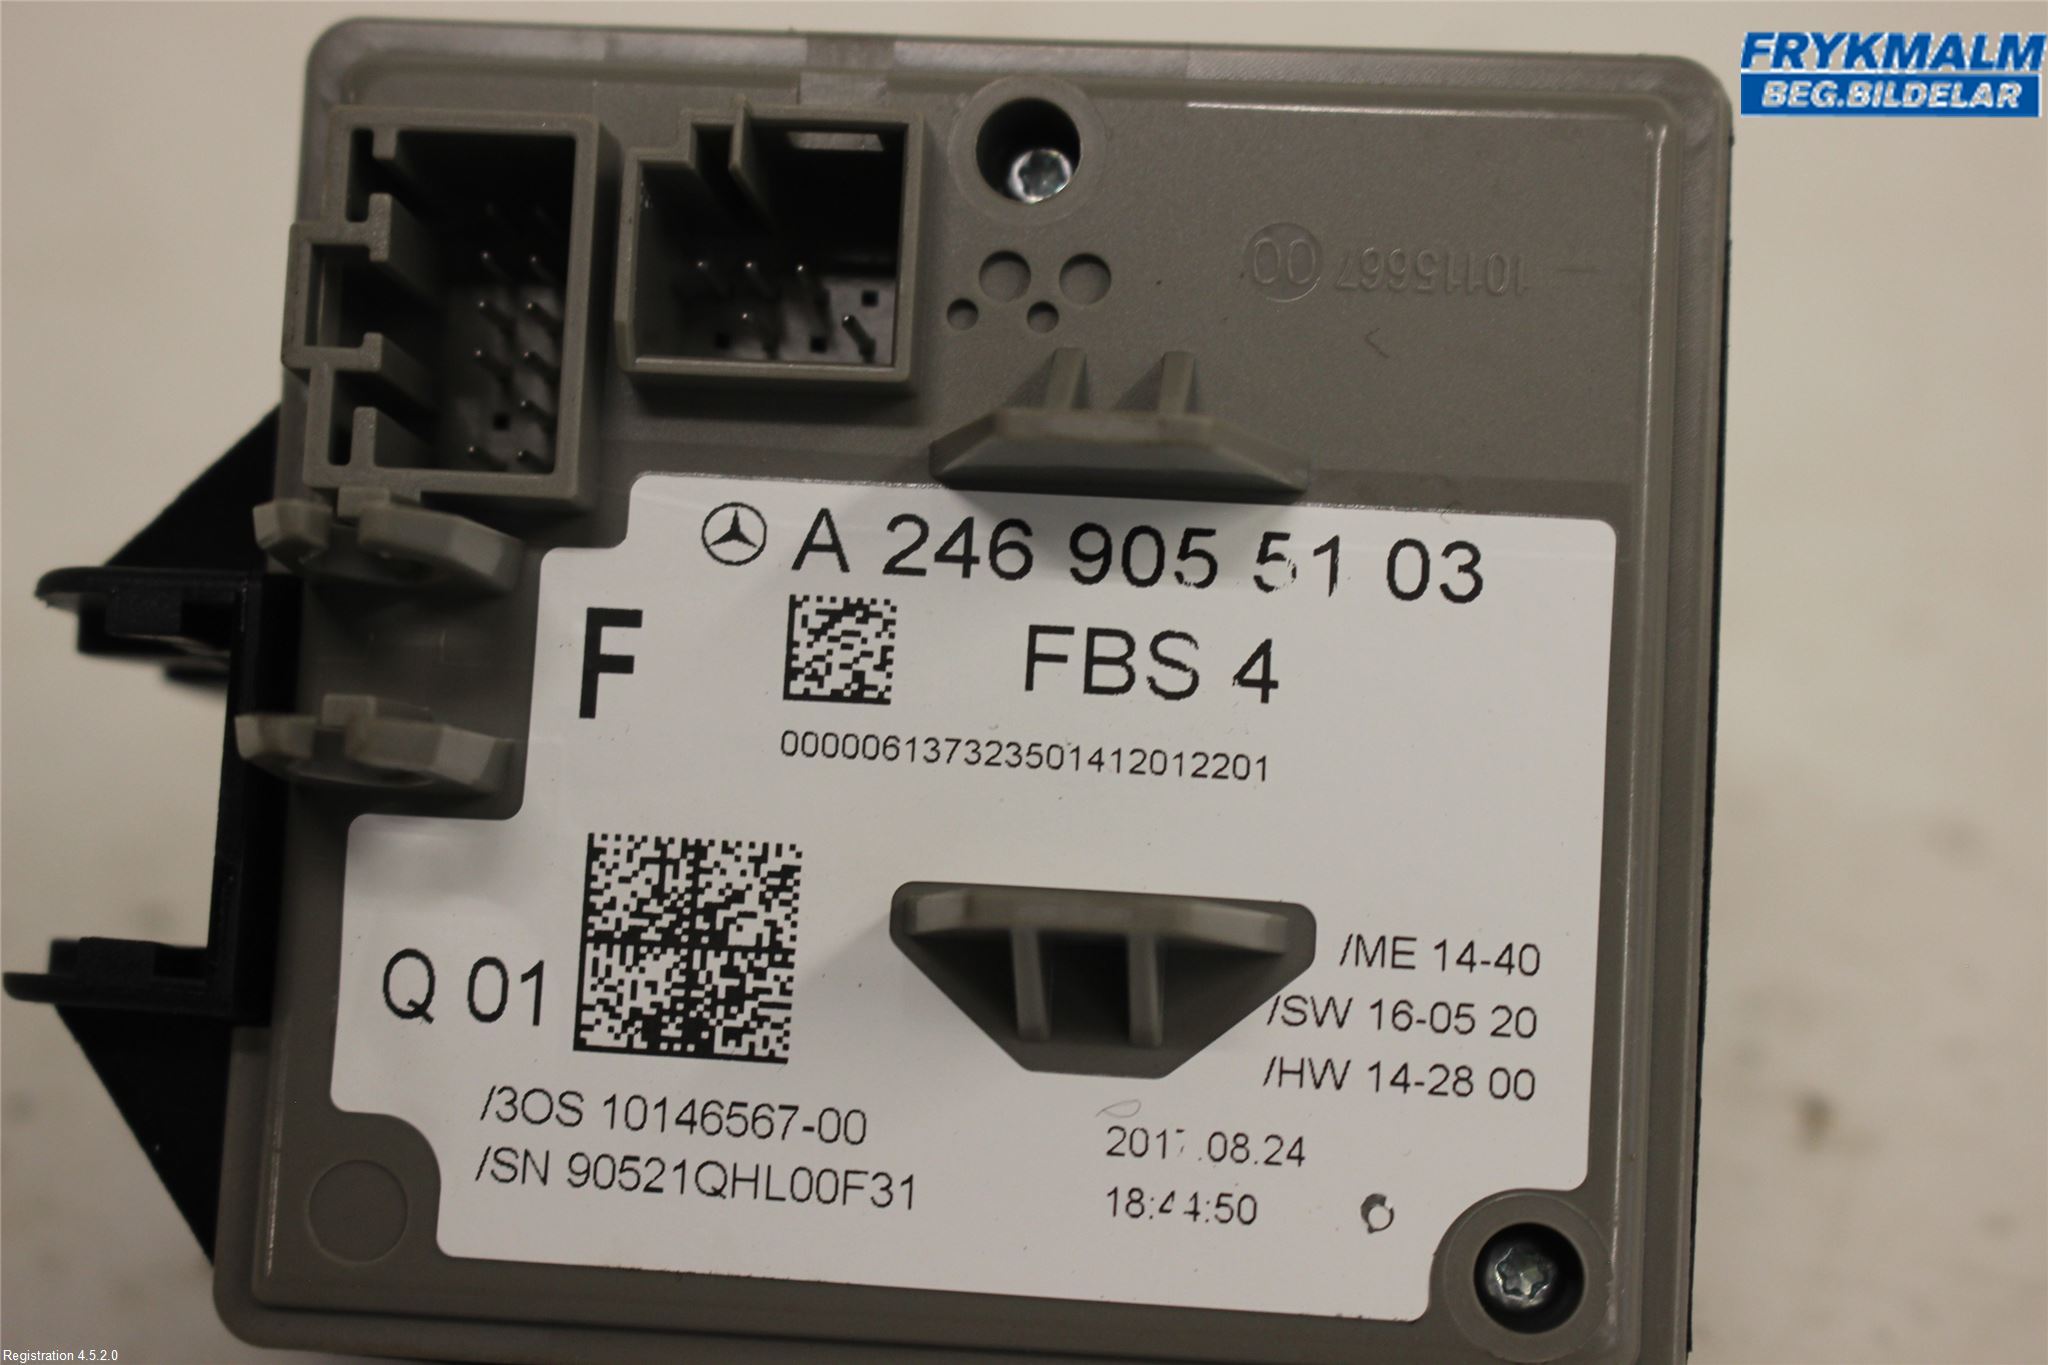 FRYKMALM
BEG.BILDELAR
10115667 00
A 246 905 51 03
F
FBS 4
000006137323501412012201
Q 01
/ME 14-40
/SW 16-05 20
/HW 14-28 00
/3OS 10146567-00
/SN 90521QHL00F31
2017.08.24
18:44:50
Registration 4.5.2.0